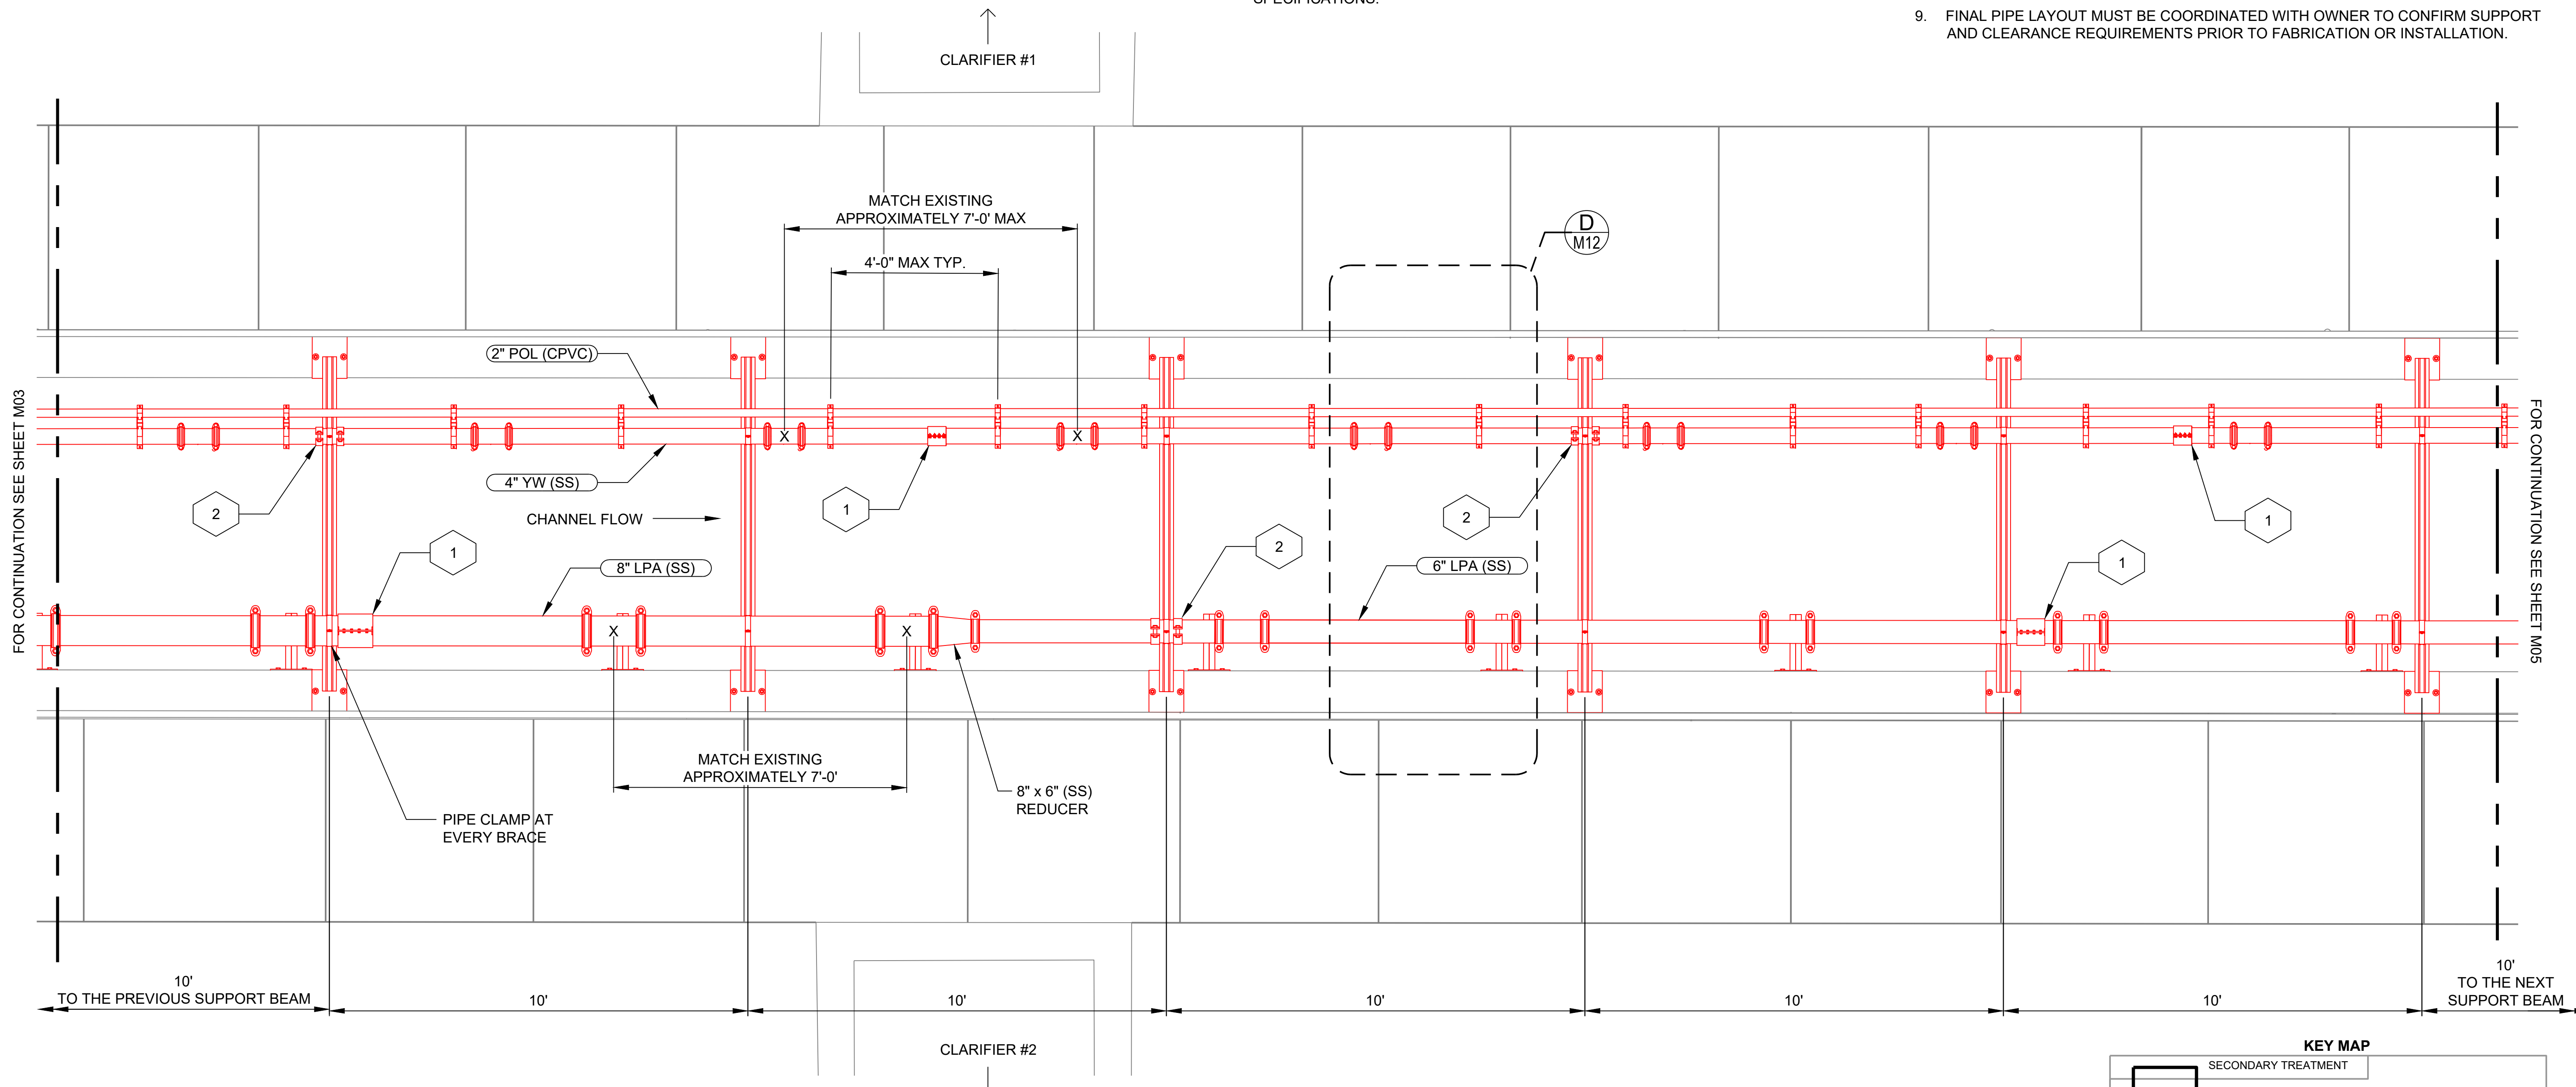 SPECIFICATIONS.
9. FINAL PIPE LAYOUT MUST BE COORDINATED WITH OWNER TO CONFIRM SUPPORT
AND CLEARANCE REQUIREMENTS PRIOR TO FABRICATION OR INSTALLATION.
CLARIFIER #1
MATCH EXISTING
APPROXIMATELY 7'-0' MAX
4'-0" MAX TYP.
D
M12
2" POL (CPVC)
X
X
4" YW (SS)
2
CHANNEL FLOW
1
2
1
FOR CONTINUATION SEE SHEET M03
FOR CONTINUATION SEE SHEET M05
1
8" LPA (SS)
2
6" LPA (SS)
1
X
X
MATCH EXISTING
APPROXIMATELY 7'-0'
8" x 6" (SS)
REDUCER
PIPE CLAMP AT
EVERY BRACE
10'
TO THE PREVIOUS SUPPORT BEAM
10'
10'
10'
10'
10'
10'
TO THE NEXT
SUPPORT BEAM
CLARIFIER #2
KEY MAP
SECONDARY TREATMENT